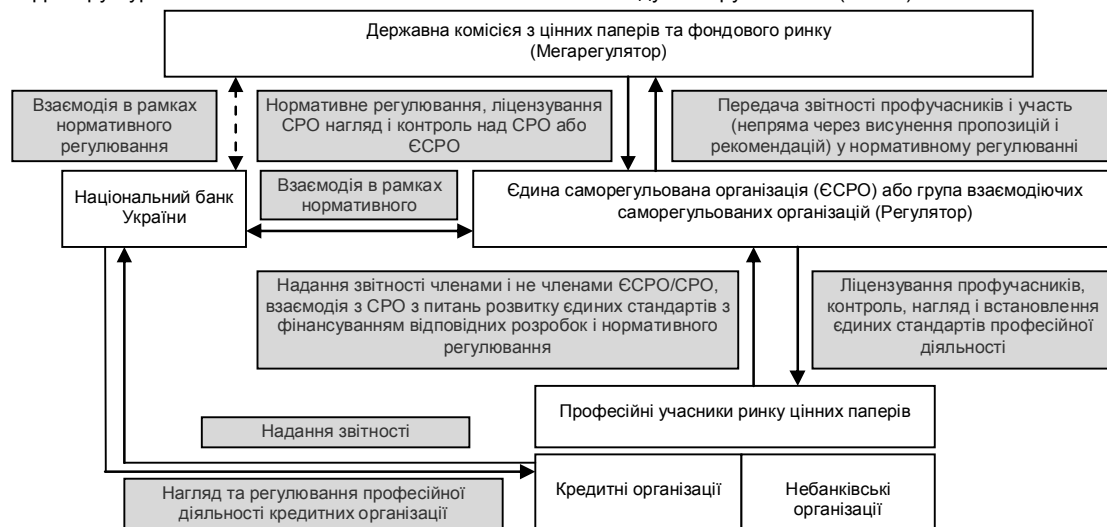 Державна комісієя з цінних паперів та фондового ринку
(Мегарегулятор)
Взаємодія в рамках
нормативного
регулювання
Нормативне регулювання, ліцензування
СРО нагляд і контроль над СРО або
ЄСРО
Передача звітності профучасників і участь
(непряма через висунення пропозицій і
рекомендацій) у нормативному регулюванні
Національний банк
України
Взаємодія в рамках
нормативного
Єдина саморегульована організація (ЄСРО) або група взаємодіючих
саморегульованих організацій (Регулятор)
Надання звітності членами і не членами ЄСРО/СРО,
взаємодія з СРО з питань розвитку єдиних стандартів з
фінансуванням відповідних розробок і нормативного
регулювання
Ліцензування профучасників,
контроль, нагляд і встановлення
єдиних стандартів професійної
діяльності
Професійні учасники ринку цінних паперів
Надання звітності
Кредитні організації
Небанківські
організації
Нагляд та регулювання професійної
діяльності кредитних організації